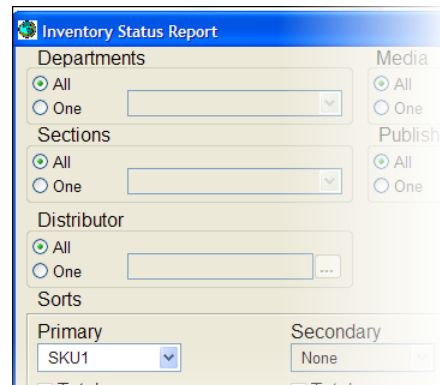 Inventory Status Report
Departments
All
One
Media
All
One
Sections
All
One
Publish
All
One
Distributor
All
One
...
Sorts
Primary
SKU1
Secondary
None